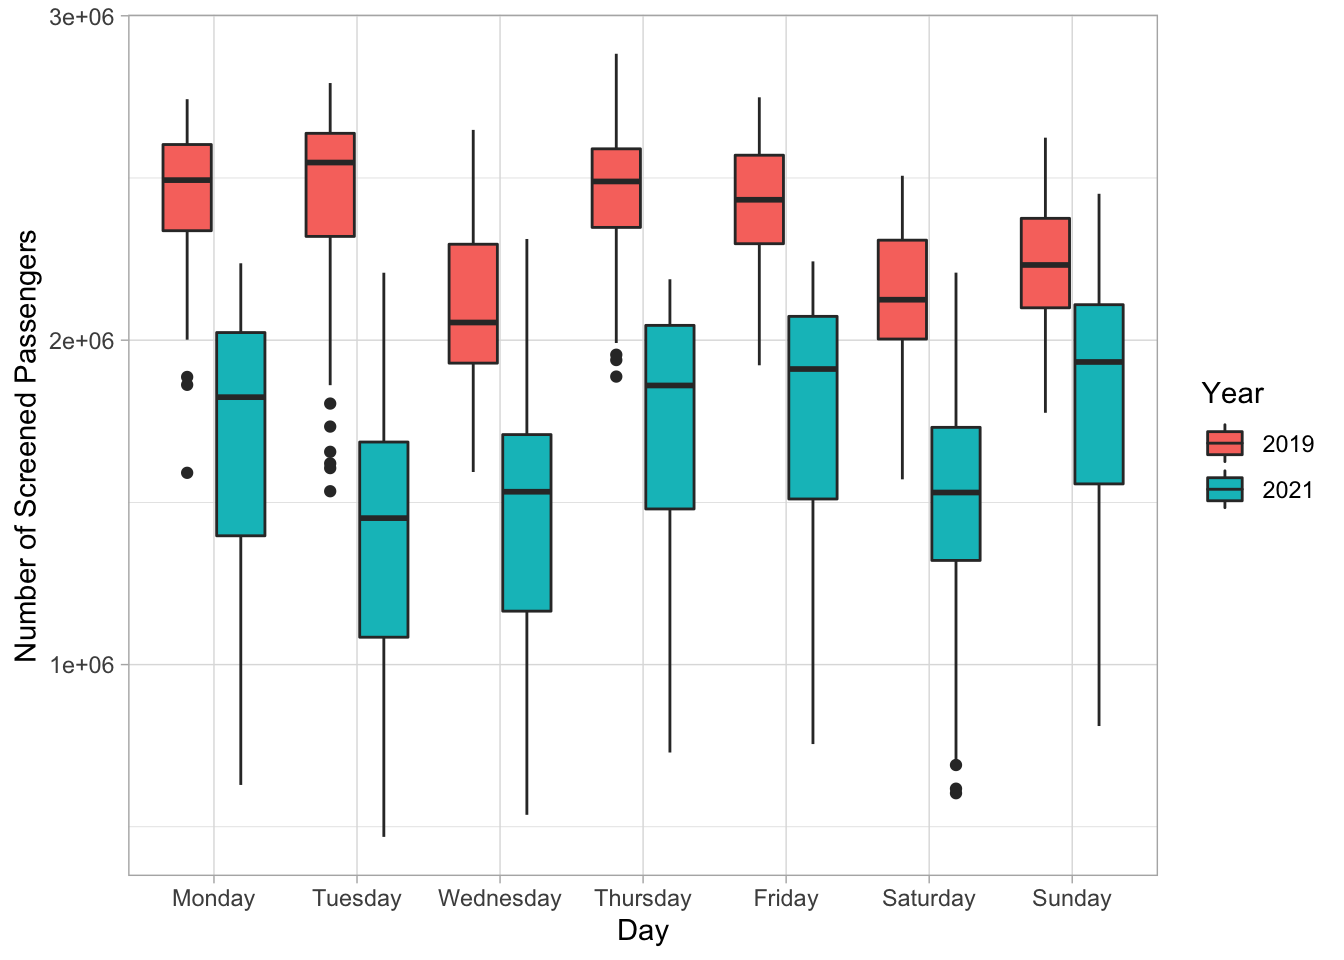 Number of Screened Passengers
3e+06
2e+06
1e+06
Monday Tuesday Wednesday Thursday Friday Saturday Sunday
Day
Year
2019
2021